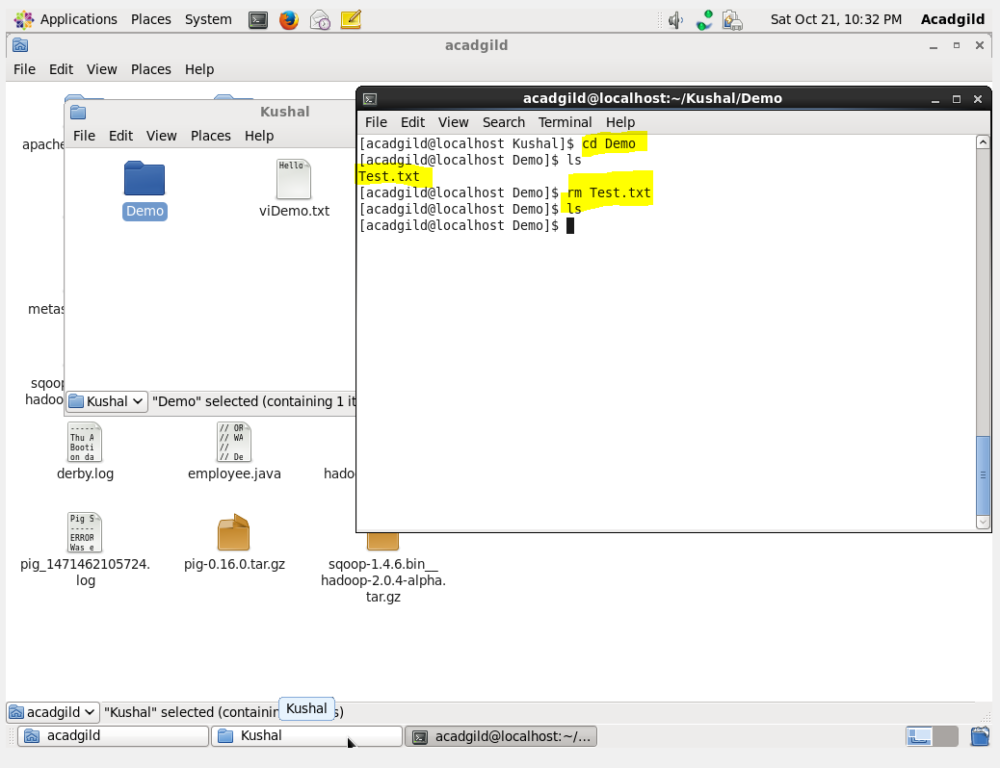 Applications Places System Sat Oct 21, 10:32 PM Acadgild
acadgild
File Edit View Places Help
apache
metas
sqoop
hadoo
Kushal
File Edit View Places Help
Demo
viDemo.txt
Hello
Kushal "Demo" selected (containing 1 it
acadgild@localhost:~/Kushal/Demo
File Edit View Search Terminal Help
[acadgild@localhost Kushal]$ cd Demo
[acadgild@localhost Demo]$ ls
Test.txt
[acadgild@localhost Demo]$ rm Test.txt
[acadgild@localhost Demo]$ ls
[acadgild@localhost Demo]$
-----
Thu A
Booti
on da
derby.log
// OR
// WA
//
// De
employee.java
hado
Pig S
-----
ERROR
Was e
pig_1471462105724.
log
pig-0.16.0.tar.gz
sqoop-1.4.6.bin__
hadoop-2.0.4-alpha.
tar.gz
acadgild "Kushal" selected (containin s)
Kushal
acadgild Kushal acadgild@localhost:~/...